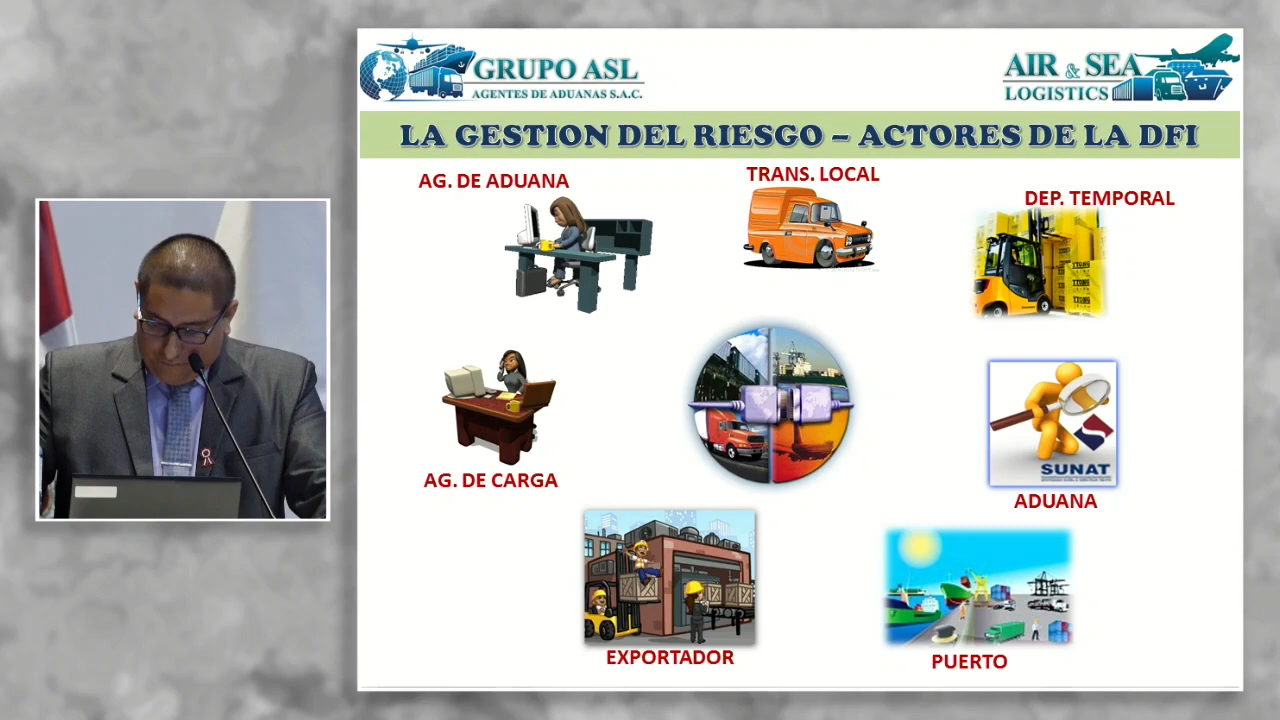 GRUPO ASL
AGENTES DE ADUANAS S.A.C.
AIR & SEA
LOGISTICS
LA GESTION DEL RIESGO – ACTORES DE LA DFI
AG. DE ADUANA
TRANS. LOCAL
DEP. TEMPORAL
AG. DE CARGA
SUNAT
ADUANA
EXPORTADOR
PUERTO